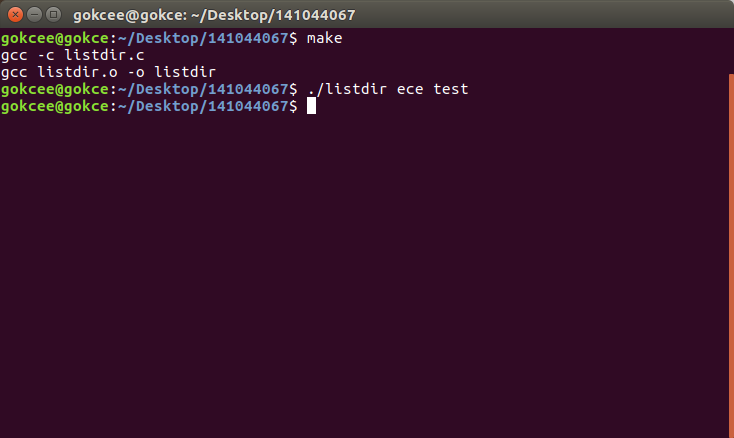 gokcee@gokce: ~/Desktop/141044067
gokcee@gokce:~/Desktop/141044067$ make
gcc -c listdir.c
gcc listdir.o -o listdir
gokcee@gokce:~/Desktop/141044067$ ./listdir ece test
gokcee@gokce:~/Desktop/141044067$